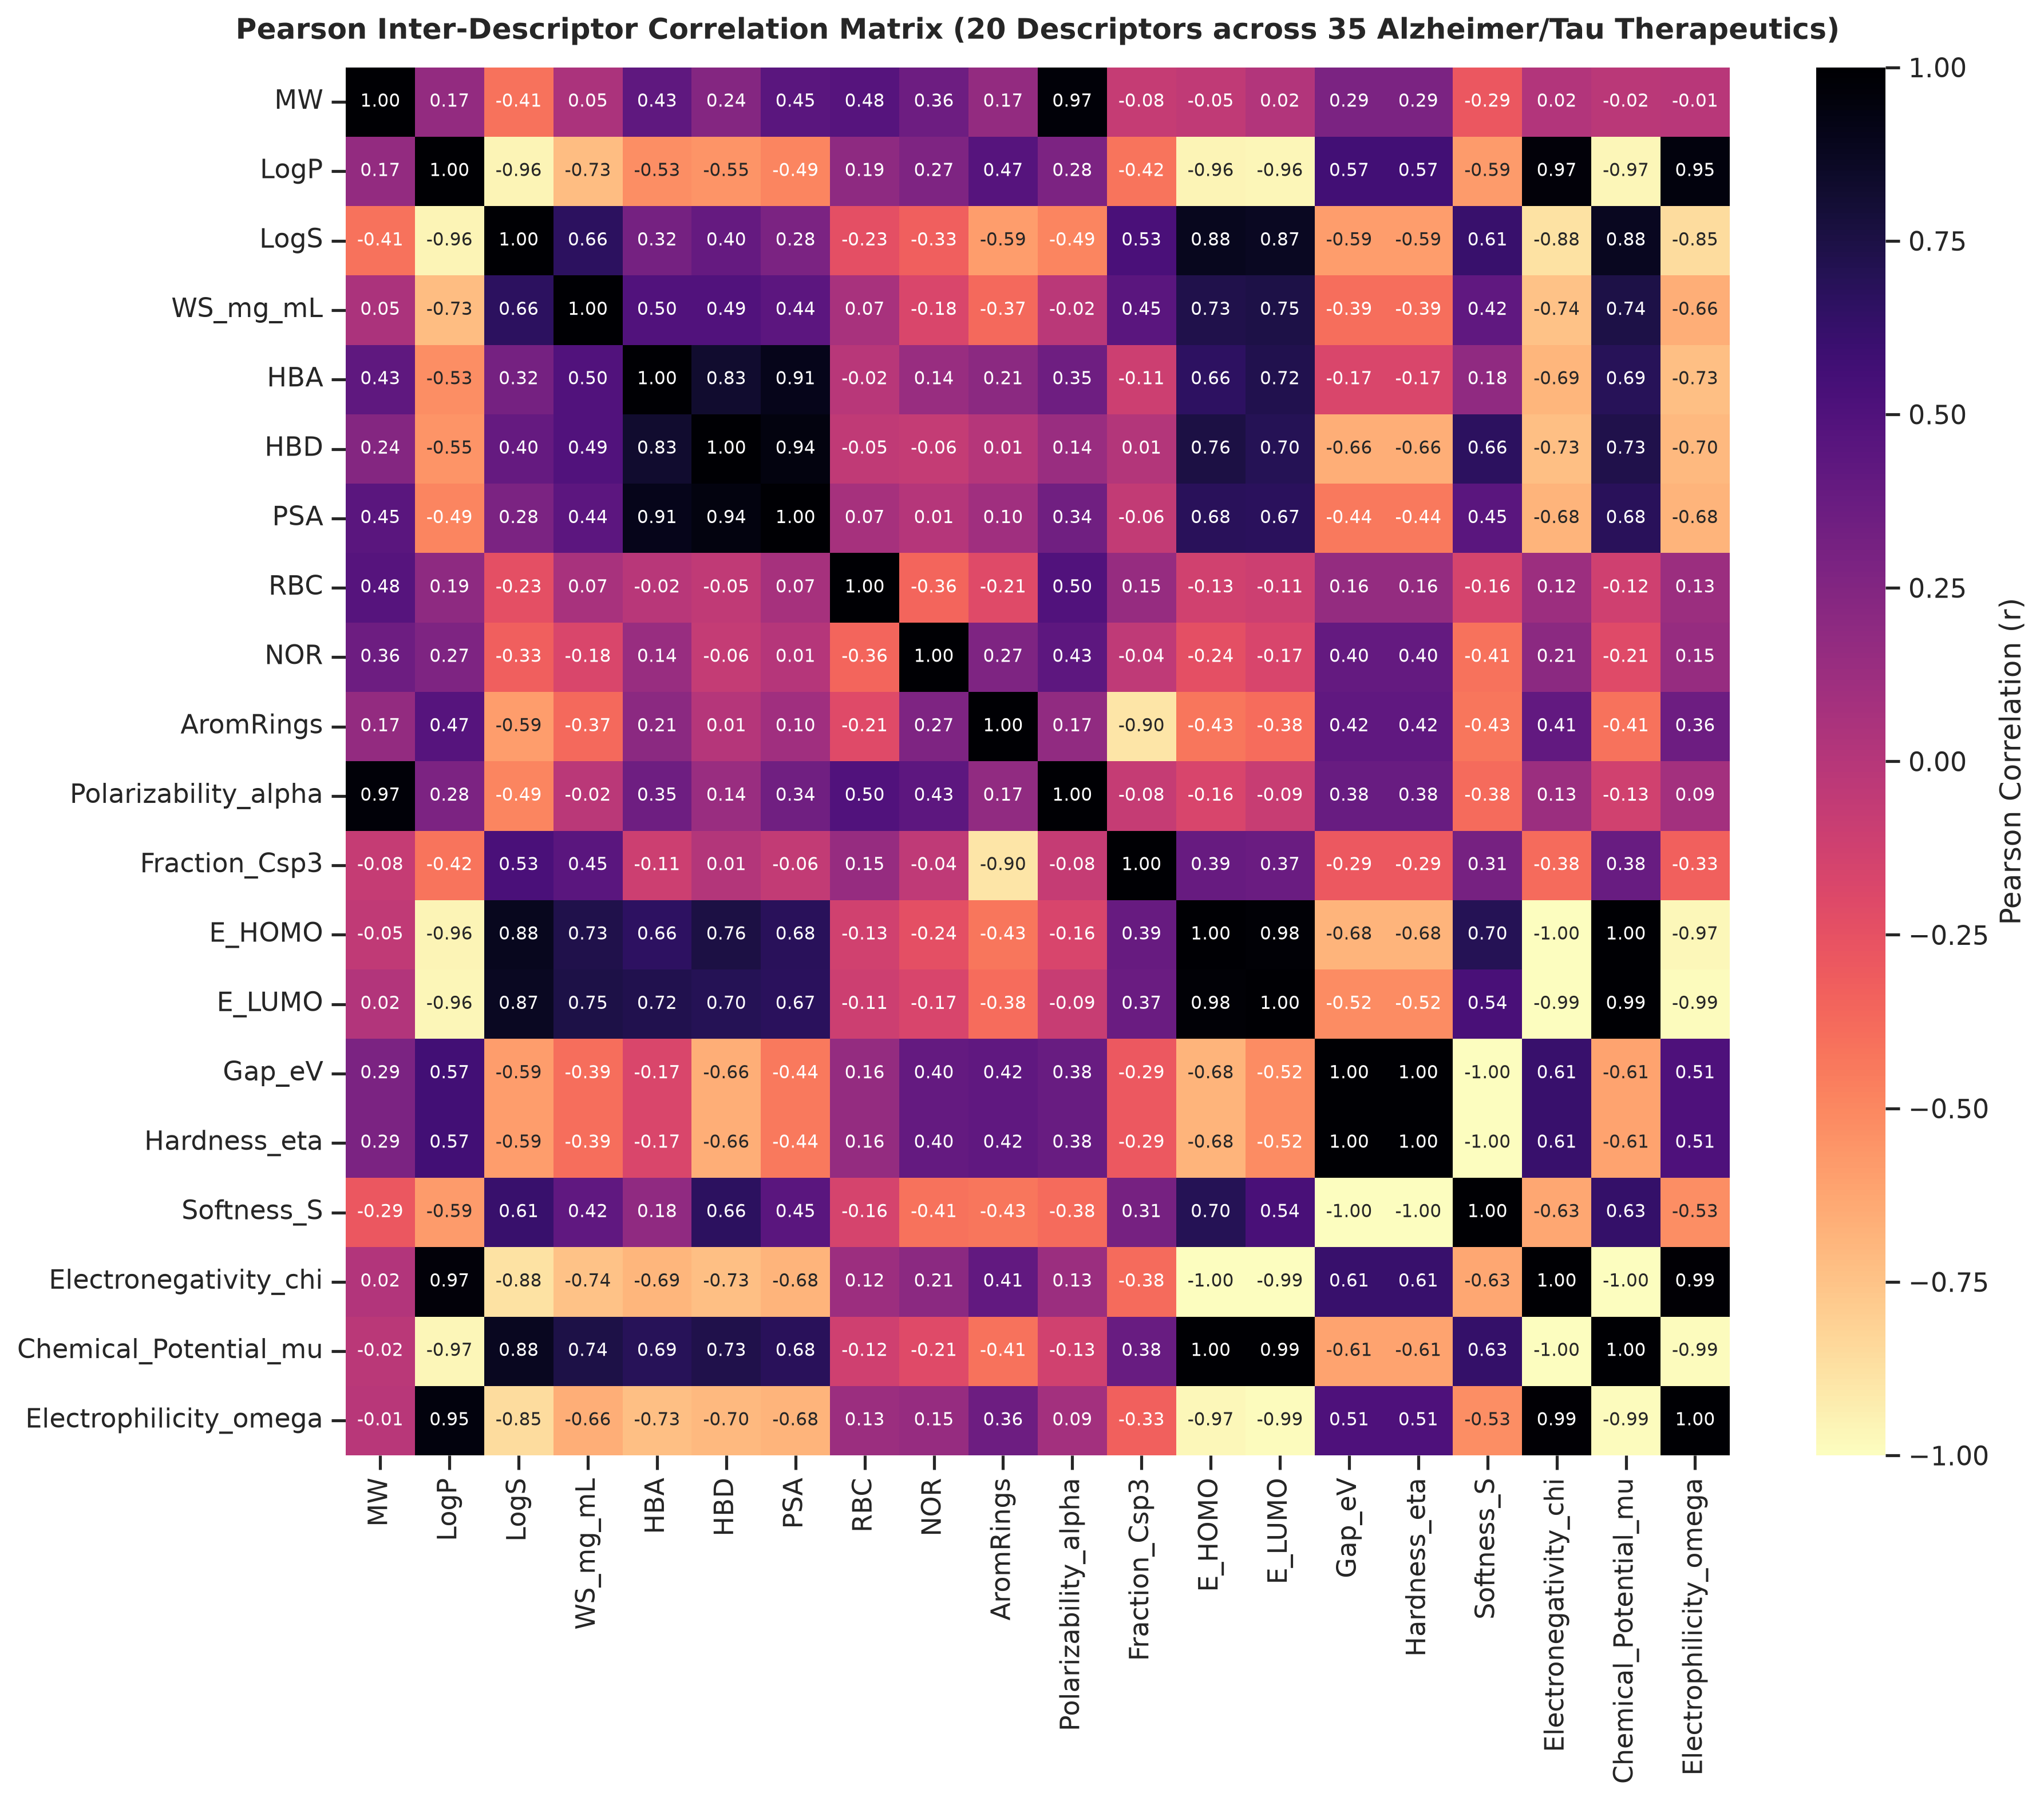 Pearson Inter-Descriptor Correlation Matrix (20 Descriptors across 35 Alzheimer/Tau Therapeutics)
MW 1.00 0.17 -0.41 0.05 0.43 0.24 0.45 0.48 0.36 0.17 0.97 -0.08 -0.05 0.02 0.29 0.29 -0.29 0.02 -0.02 -0.01
LogP 0.17 1.00 -0.96 -0.73 -0.53 -0.55 -0.49 0.19 0.27 0.47 0.28 -0.42 -0.96 -0.96 0.57 0.57 -0.59 0.97 -0.97 0.95
LogS -0.41 -0.96 1.00 0.66 0.32 0.40 0.28 -0.23 -0.33 -0.59 -0.49 0.53 0.88 0.87 -0.59 -0.59 0.61 -0.88 0.88 -0.85
WS_mg_mL 0.05 -0.73 0.66 1.00 0.50 0.49 0.44 0.07 -0.18 -0.37 -0.02 0.45 0.73 0.75 -0.39 -0.39 0.42 -0.74 0.74 -0.66
HBA 0.43 -0.53 0.32 0.50 1.00 0.83 0.91 -0.02 0.14 0.21 0.35 -0.11 0.66 0.72 -0.17 -0.17 0.18 -0.69 0.69 -0.73
HBD 0.24 -0.55 0.40 0.49 0.83 1.00 0.94 -0.05 -0.06 0.01 0.14 0.01 0.76 0.70 -0.66 -0.66 0.66 -0.73 0.73 -0.70
PSA 0.45 -0.49 0.28 0.44 0.91 0.94 1.00 0.07 0.01 0.10 0.34 -0.06 0.68 0.67 -0.44 -0.44 0.45 -0.68 0.68 -0.68
RBC 0.48 0.19 -0.23 0.07 -0.02 -0.05 0.07 1.00 -0.36 -0.21 0.50 0.15 -0.13 -0.11 0.16 0.16 -0.16 0.12 -0.12 0.13
NOR 0.36 0.27 -0.33 -0.18 0.14 -0.06 0.01 -0.36 1.00 0.27 0.43 -0.04 -0.24 -0.17 0.40 0.40 -0.41 0.21 -0.21 0.15
AromRings 0.17 0.47 -0.59 -0.37 0.21 0.01 0.10 -0.21 0.27 1.00 0.17 -0.90 -0.43 -0.38 0.42 0.42 -0.43 0.41 -0.41 0.36
Polarizability_alpha 0.97 0.28 -0.49 -0.02 0.35 0.14 0.34 0.50 0.43 0.17 1.00 -0.08 -0.16 -0.09 0.38 0.38 -0.38 0.13 -0.13 0.09
Fraction_Csp3 -0.08 -0.42 0.53 0.45 -0.11 0.01 -0.06 0.15 -0.04 -0.90 -0.08 1.00 0.39 0.37 -0.29 -0.29 0.31 -0.38 0.38 -0.33
E_HOMO -0.05 -0.96 0.88 0.73 0.66 0.76 0.68 -0.13 -0.24 -0.43 -0.16 0.39 1.00 0.98 -0.68 -0.68 0.70 -1.00 1.00 -0.97
E_LUMO 0.02 -0.96 0.87 0.75 0.72 0.70 0.67 -0.11 -0.17 -0.38 -0.09 0.37 0.98 1.00 -0.52 -0.52 0.54 -0.99 0.99 -0.99
Gap_eV 0.29 0.57 -0.59 -0.39 -0.17 -0.66 -0.44 0.16 0.40 0.42 0.38 -0.29 -0.68 -0.52 1.00 1.00 -1.00 0.61 -0.61 0.51
Hardness_eta 0.29 0.57 -0.59 -0.39 -0.17 -0.66 -0.44 0.16 0.40 0.42 0.38 -0.29 -0.68 -0.52 1.00 1.00 -1.00 0.61 -0.61 0.51
Softness_S -0.29 -0.59 0.61 0.42 0.18 0.66 0.45 -0.16 -0.41 -0.43 -0.38 0.31 0.70 0.54 -1.00 -1.00 1.00 -0.63 0.63 -0.53
Electronegativity_chi 0.02 0.97 -0.88 -0.74 -0.69 -0.73 -0.68 0.12 0.21 0.41 0.13 -0.38 -1.00 -0.99 0.61 0.61 -0.63 1.00 -1.00 0.99
Chemical_Potential_mu -0.02 -0.97 0.88 0.74 0.69 0.73 0.68 -0.12 -0.21 -0.41 -0.13 0.38 1.00 0.99 -0.61 -0.61 0.63 -1.00 1.00 -0.99
Electrophilicity_omega -0.01 0.95 -0.85 -0.66 -0.73 -0.70 -0.68 0.13 0.15 0.36 0.09 -0.33 -0.97 -0.99 0.51 0.51 -0.53 0.99 -0.99 1.00
MW
LogP
LogS
WS_mg_mL
HBA
HBD
PSA
RBC
NOR
AromRings
Polarizability_alpha
Fraction_Csp3
E_HOMO
E_LUMO
Gap_eV
Hardness_eta
Softness_S
Electronegativity_chi
Chemical_Potential_mu
Electrophilicity_omega
1.00
0.75
0.50
0.25
0.00
−0.25
−0.50
−0.75
−1.00
Pearson Correlation (r)